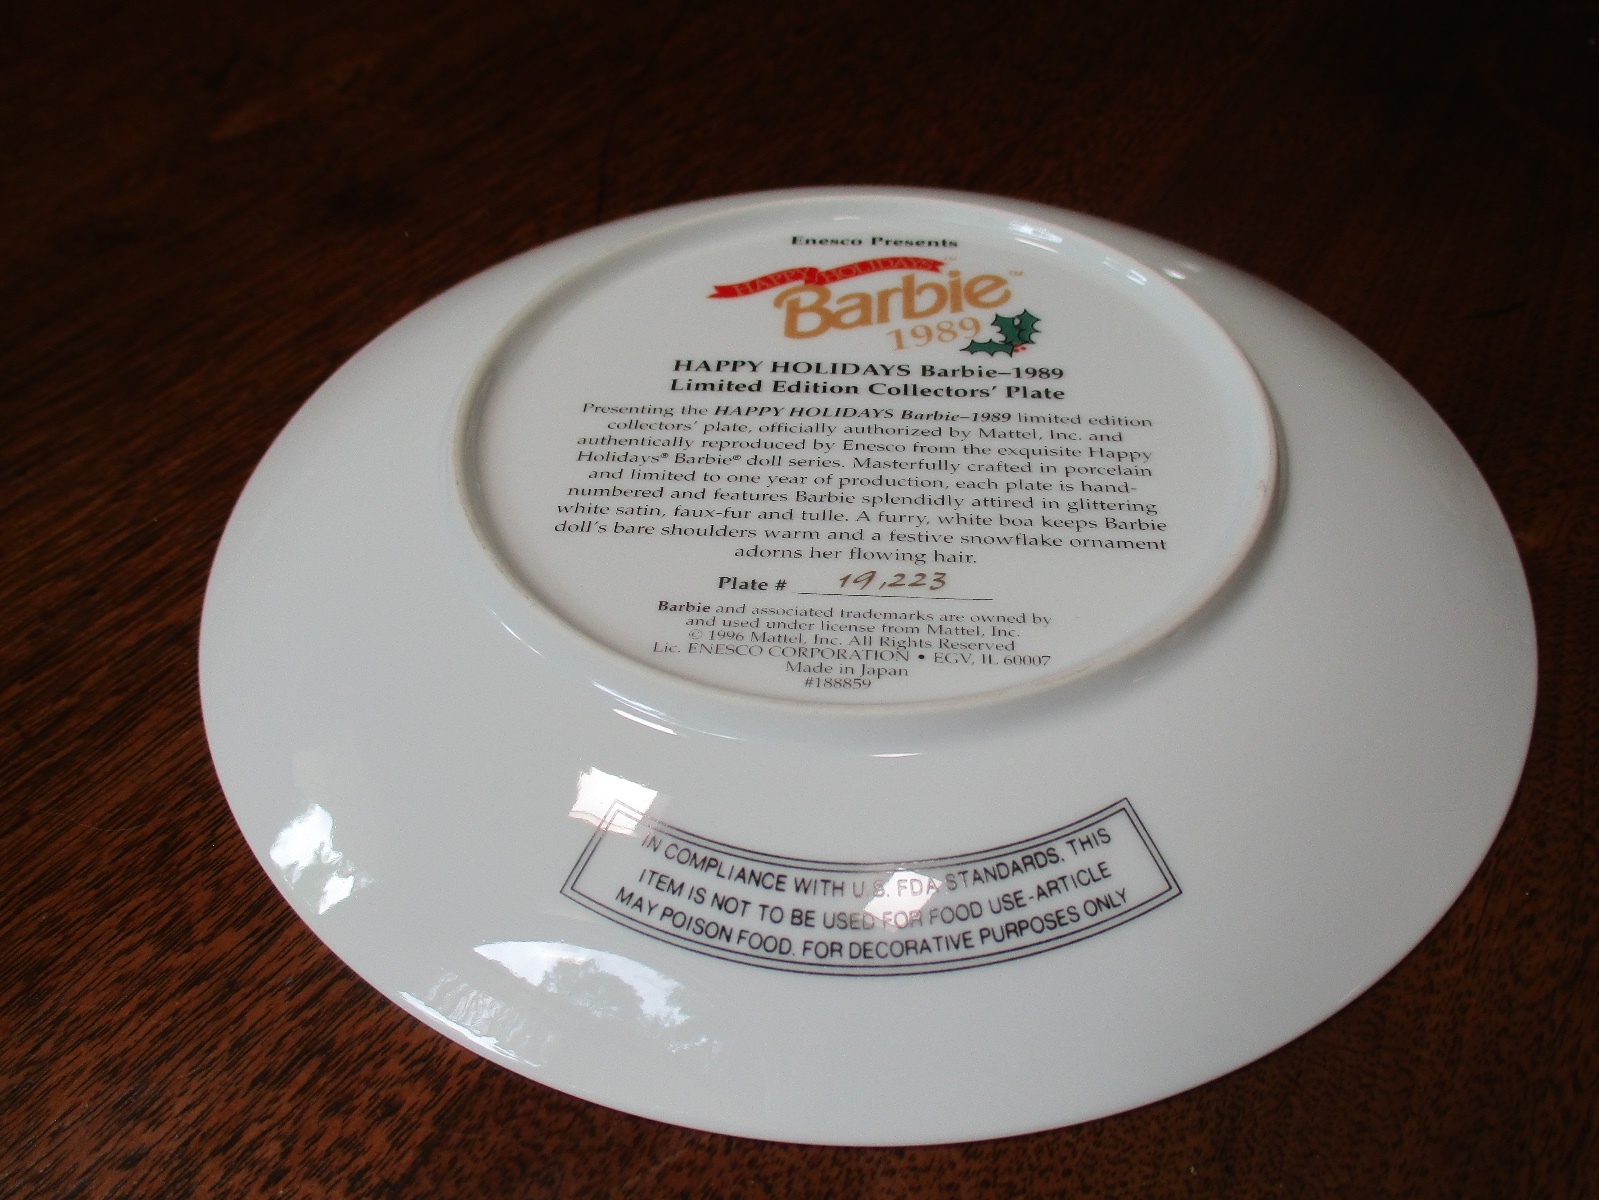 Enesco Presents
HAPPY HOLIDAYS™
Barbie™
1989
HAPPY HOLIDAYS Barbie–1989
Limited Edition Collectors' Plate
Presenting the HAPPY HOLIDAYS Barbie–1989 limited edition
collectors' plate, officially authorized by Mattel, Inc. and
authentically reproduced by Enesco from the exquisite Happy
Holidays® Barbie® doll series. Masterfully crafted in porcelain
and limited to one year of production, each plate is hand-
numbered and features Barbie splendidly attired in glittering
white satin, faux-fur and tulle. A furry, white boa keeps Barbie
doll's bare shoulders warm and a festive snowflake ornament
adorns her flowing hair.
Plate # 19,223
Barbie and associated trademarks are owned by
and used under license from Mattel, Inc.
© 1996 Mattel, Inc. All Rights Reserved
Lic. ENESCO CORPORATION • EGV, IL 60007
Made in Japan
#188859
IN COMPLIANCE WITH U.S. FDA STANDARDS. THIS
ITEM IS NOT TO BE USED FOR FOOD USE-ARTICLE
MAY POISON FOOD. FOR DECORATIVE PURPOSES ONLY